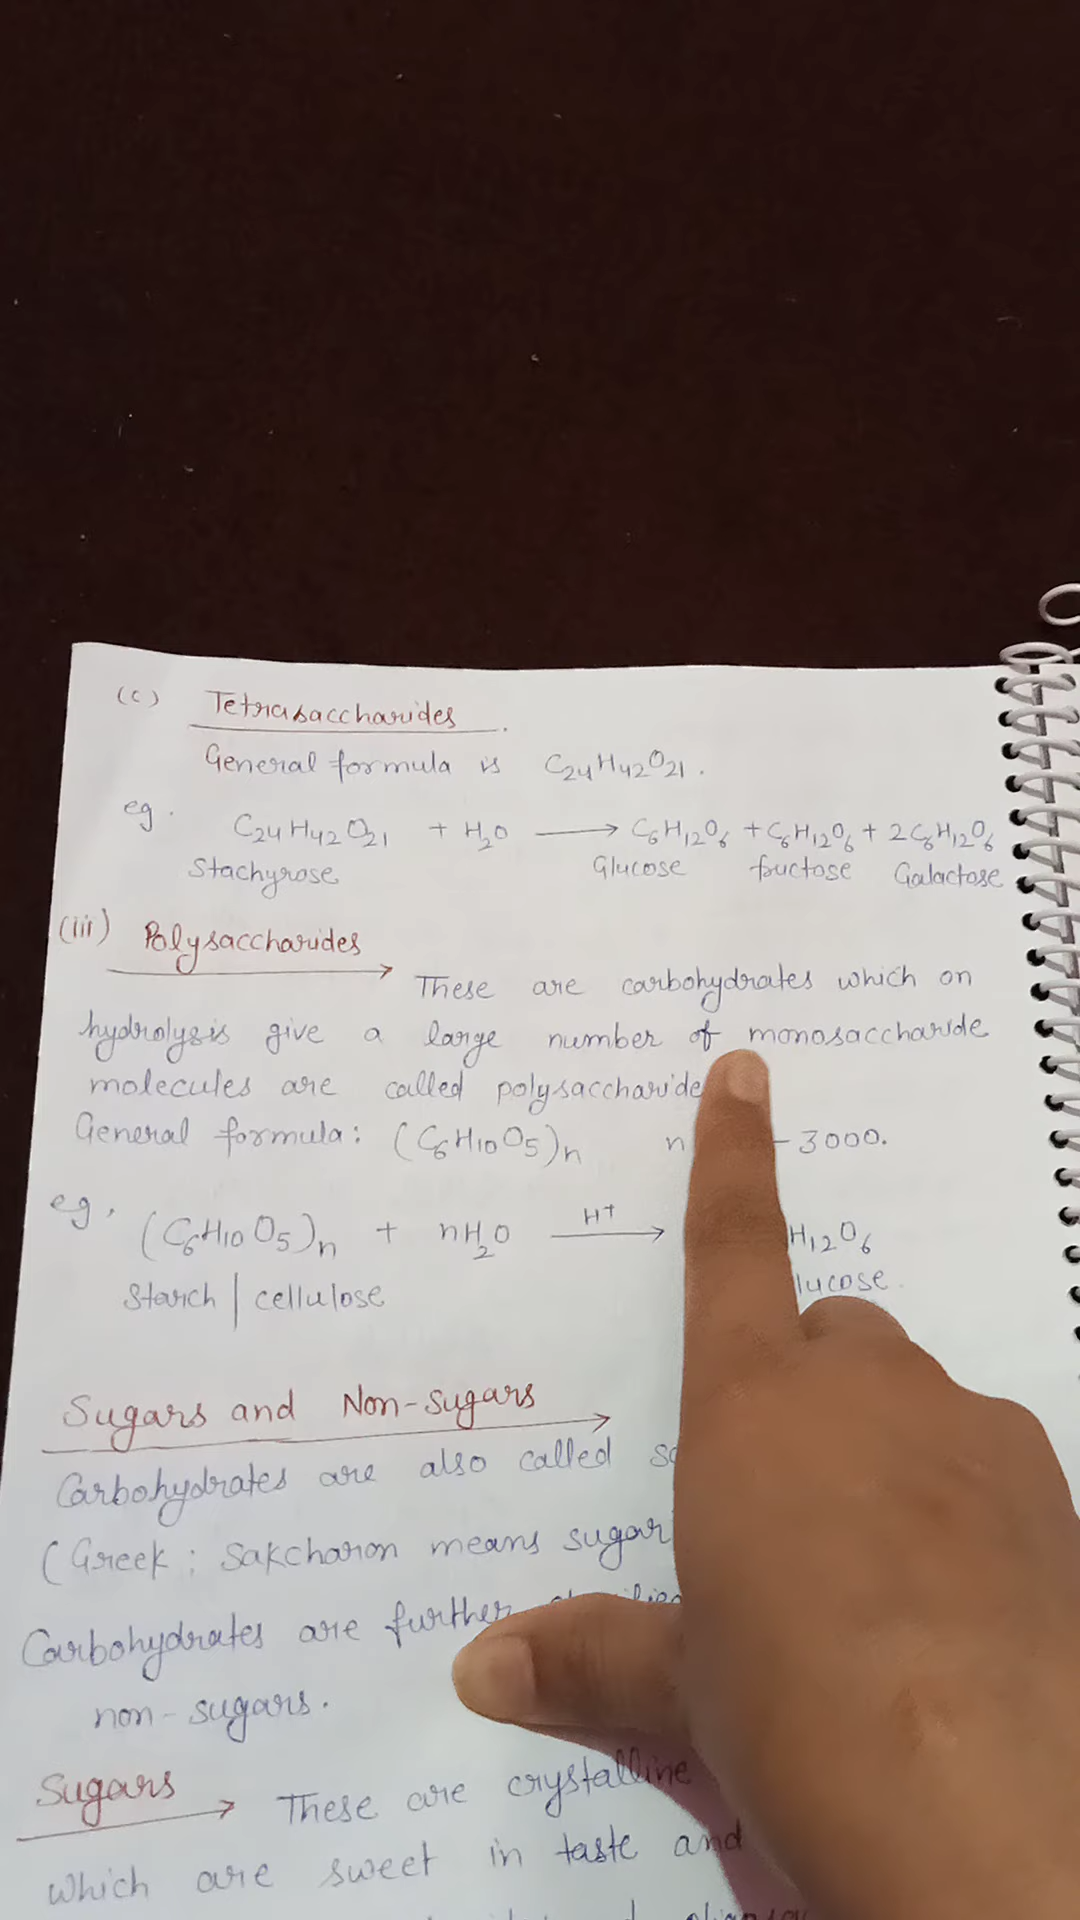 (c) Tetrasaccharides
General formula is C24H42O21.
eg. C24H42O21 + H2O ⟶ C6H12O6 + C6H12O6 + 2C6H12O6
Stachyrose Glucose fructose Galactose
(iii) Polysaccharides →
These are carbohydrates which on
hydrolysis give a large number of monosaccharide
molecules are called polysaccharide
General formula: (C6H10O5)n n – 3000.
eg, (C6H10O5)n + nH2O H+ ⟶ H12O6
Starch | cellulose lucose.
Sugars and Non-sugars →
Carbohydrates are also called
(Greek; Sakcharon means sugar
Carbohydrates are further
non-sugars.
Sugars → These are crystalline
which are sweet in taste and